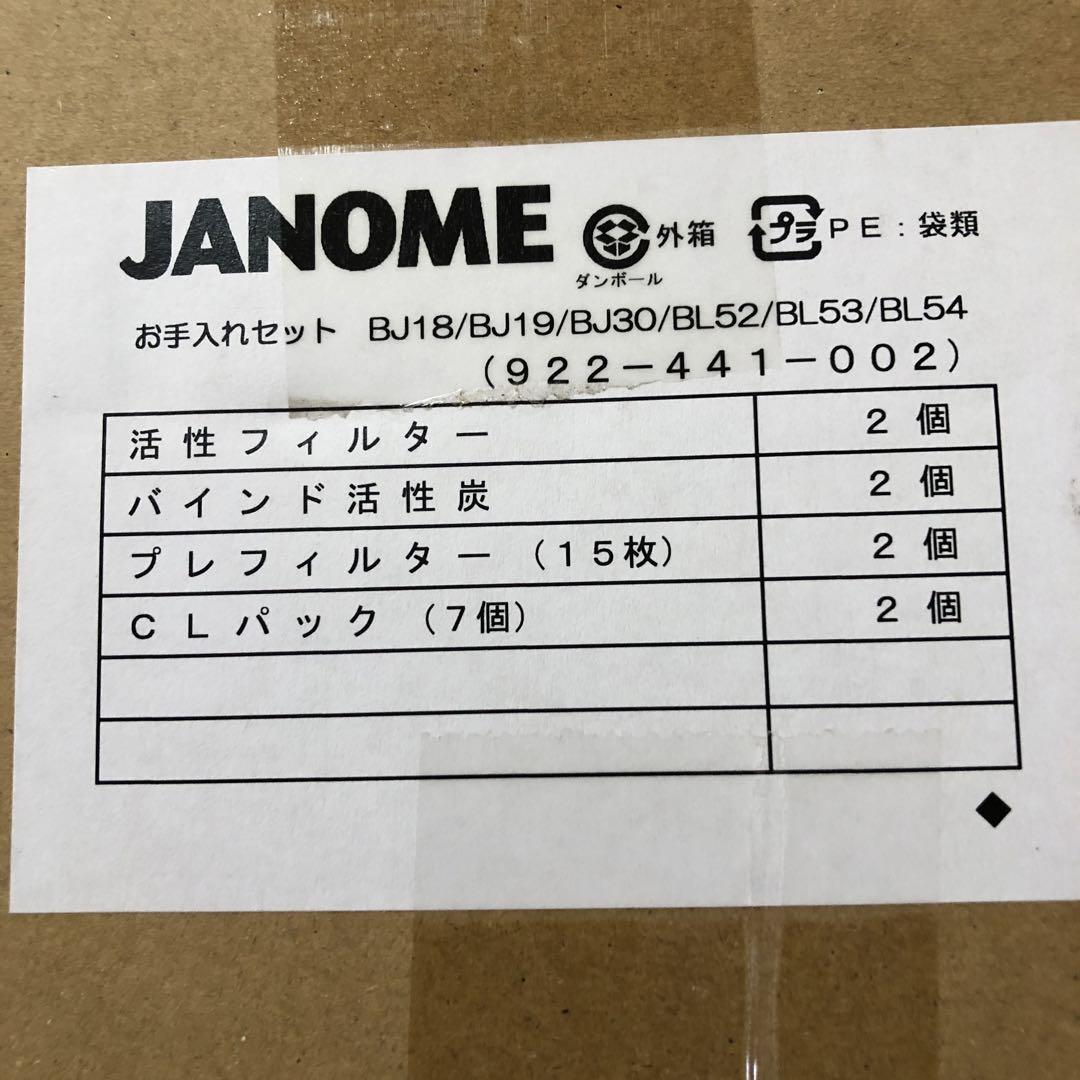 JANOME
外箱
ダンボール
プラ
PE：袋類
お手入れセット BJ18/BJ19/BJ30/BL52/BL53/BL54
（922－441－002）
活性フィルター 2個
バインド活性炭 2個
プレフィルター（15枚） 2個
CLパック（7個） 2個